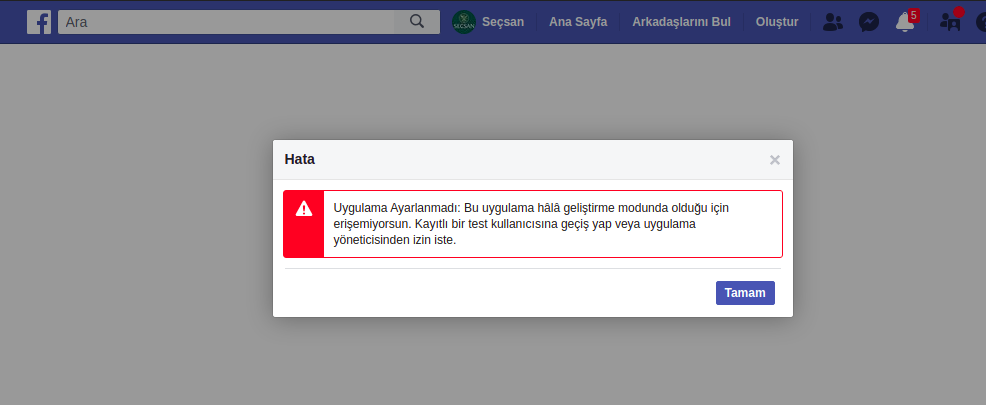 Ara
SEÇSAN
Seçsan
Ana Sayfa
Arkadaşlarını Bul
Oluştur
5
Hata
Uygulama Ayarlanmadı: Bu uygulama hâlâ geliştirme modunda olduğu için
erişemiyorsun. Kayıtlı bir test kullanıcısına geçiş yap veya uygulama
yöneticisinden izin iste.
Tamam